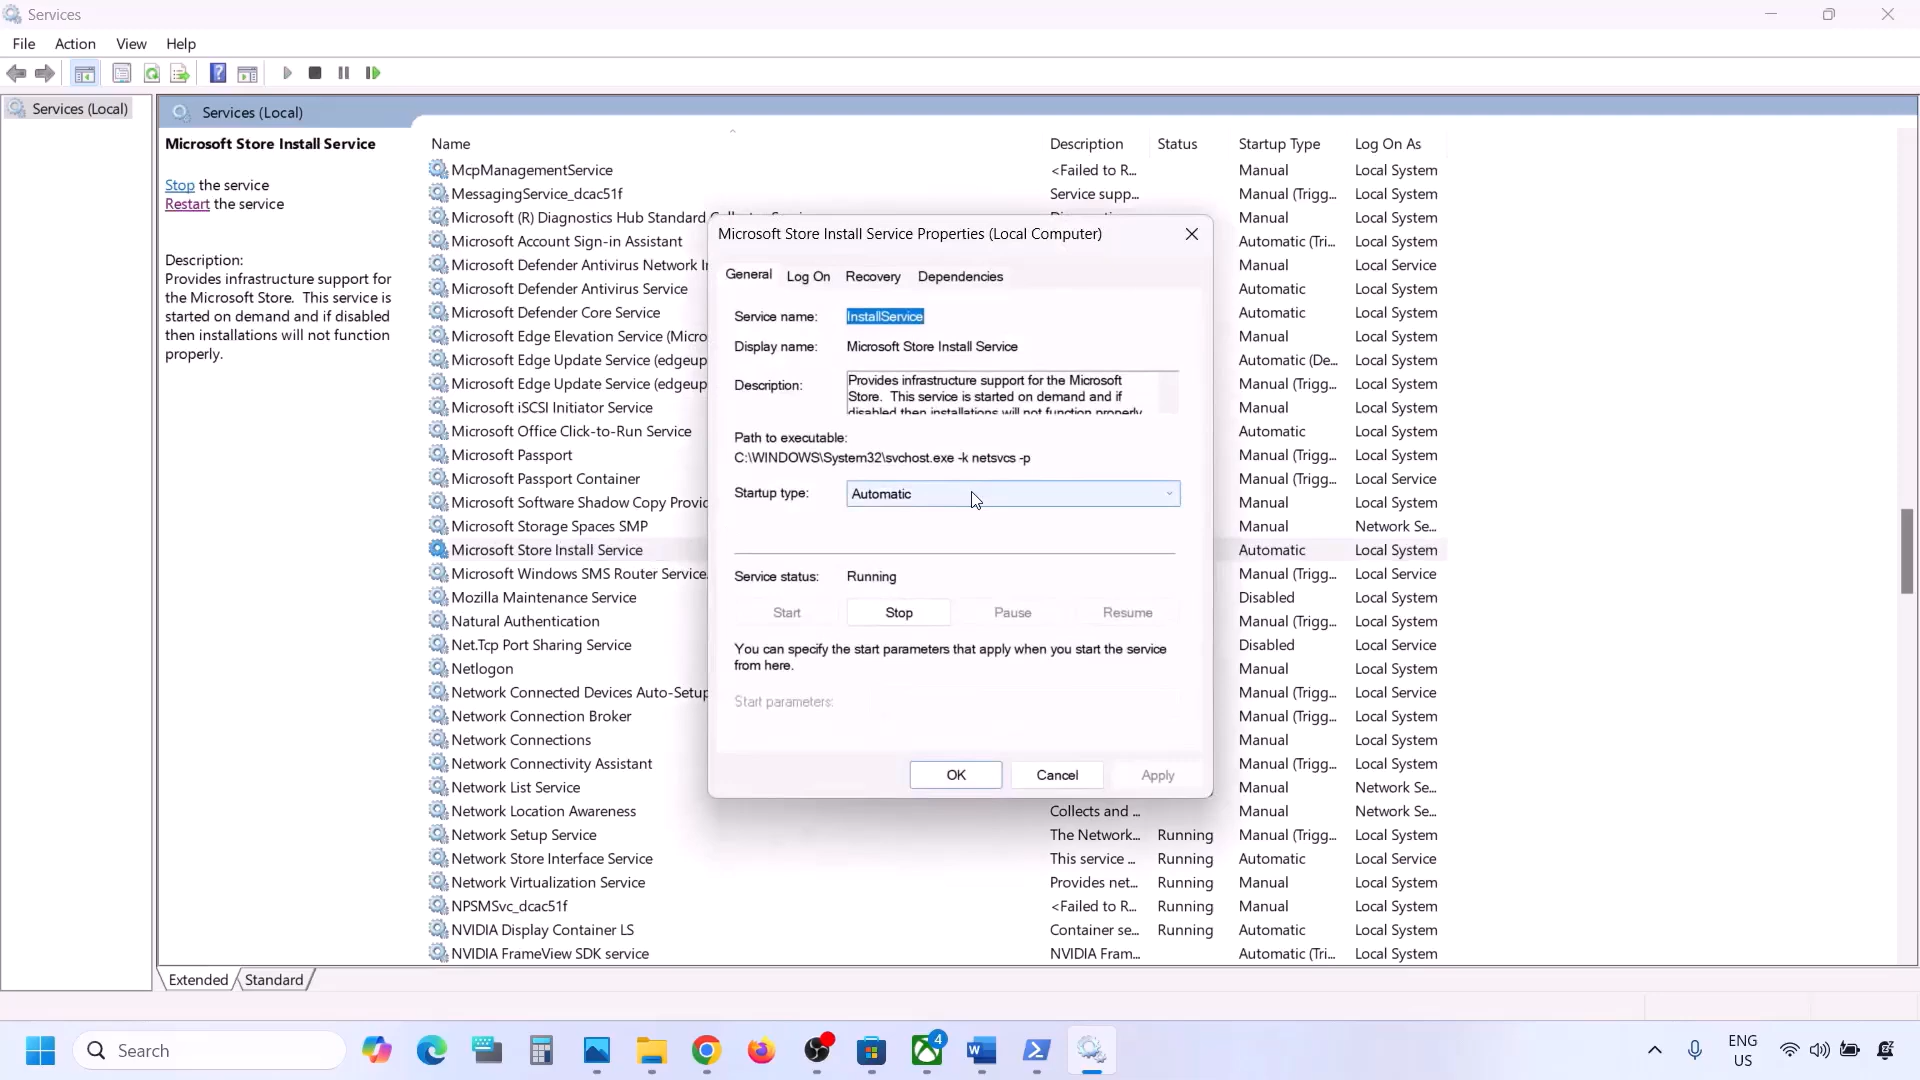 Services
File Action View Help
Services (Local)
Services (Local)
Microsoft Store Install Service
Stop the service
Restart the service
Description:
Provides infrastructure support for
the Microsoft Store. This service is
started on demand and if disabled
then installations will not function
properly.
Name Description Status Startup Type Log On As
McpManagementService <Failed to R... Manual Local System
MessagingService_dcac51f Service supp... Manual (Trigg... Local System
Microsoft (R) Diagnostics Hub Standard Manual Local System
Microsoft Account Sign-in Assistant Automatic (Tri... Local System
Microsoft Defender Antivirus Network Manual Local Service
Microsoft Defender Antivirus Service Automatic Local System
Microsoft Defender Core Service Automatic Local System
Microsoft Edge Elevation Service (Micro Manual Local System
Microsoft Edge Update Service (edgeup Automatic (De... Local System
Microsoft Edge Update Service (edgeup Manual (Trigg... Local System
Microsoft iSCSI Initiator Service Manual Local System
Microsoft Office Click-to-Run Service Automatic Local System
Microsoft Passport Manual Local System
Microsoft Passport Container Manual (Trigg... Local System
Microsoft Software Shadow Copy Provi Manual Local System
Microsoft Storage Spaces SMP Manual Network Se...
Microsoft Store Install Service Automatic Local System
Microsoft Windows SMS Router Service. Manual (Trigg... Local Service
Mozilla Maintenance Service Disabled Local System
Natural Authentication Manual (Trigg... Local System
Net.Tcp Port Sharing Service Disabled Local Service
Netlogon Manual Local System
Network Connected Devices Auto-Setup Manual (Trigg... Local Service
Network Connection Broker Manual (Trigg... Local System
Network Connections Manual Local System
Network Connectivity Assistant Manual (Trigg... Local System
Network List Service Manual Network Se...
Network Location Awareness Collects and ... Manual Network Se...
Network Setup Service The Network... Running Manual (Trigg... Local System
Network Store Interface Service This service ... Running Automatic Local Service
Network Virtualization Service Provides net... Running Manual Local System
NPSMSvc_dcac51f <Failed to R... Running Manual Local System
NVIDIA Display Container LS Container se... Running Automatic Local System
NVIDIA FrameView SDK service NVIDIA Fram... Automatic (Tri... Local System
Extended Standard
Microsoft Store Install Service Properties (Local Computer)
General Log On Recovery Dependencies
Service name: InstallService
Display name: Microsoft Store Install Service
Description: Provides infrastructure support for the Microsoft
Store. This service is started on demand and if
disabled then installations will not function properly
Path to executable:
C:\WINDOWS\System32\svchost.exe -k netsvcs -p
Startup type: Automatic
Service status: Running
Start Stop Pause Resume
You can specify the start parameters that apply when you start the service
from here.
Start parameters:
OK Cancel Apply
Search
4
ENG
US